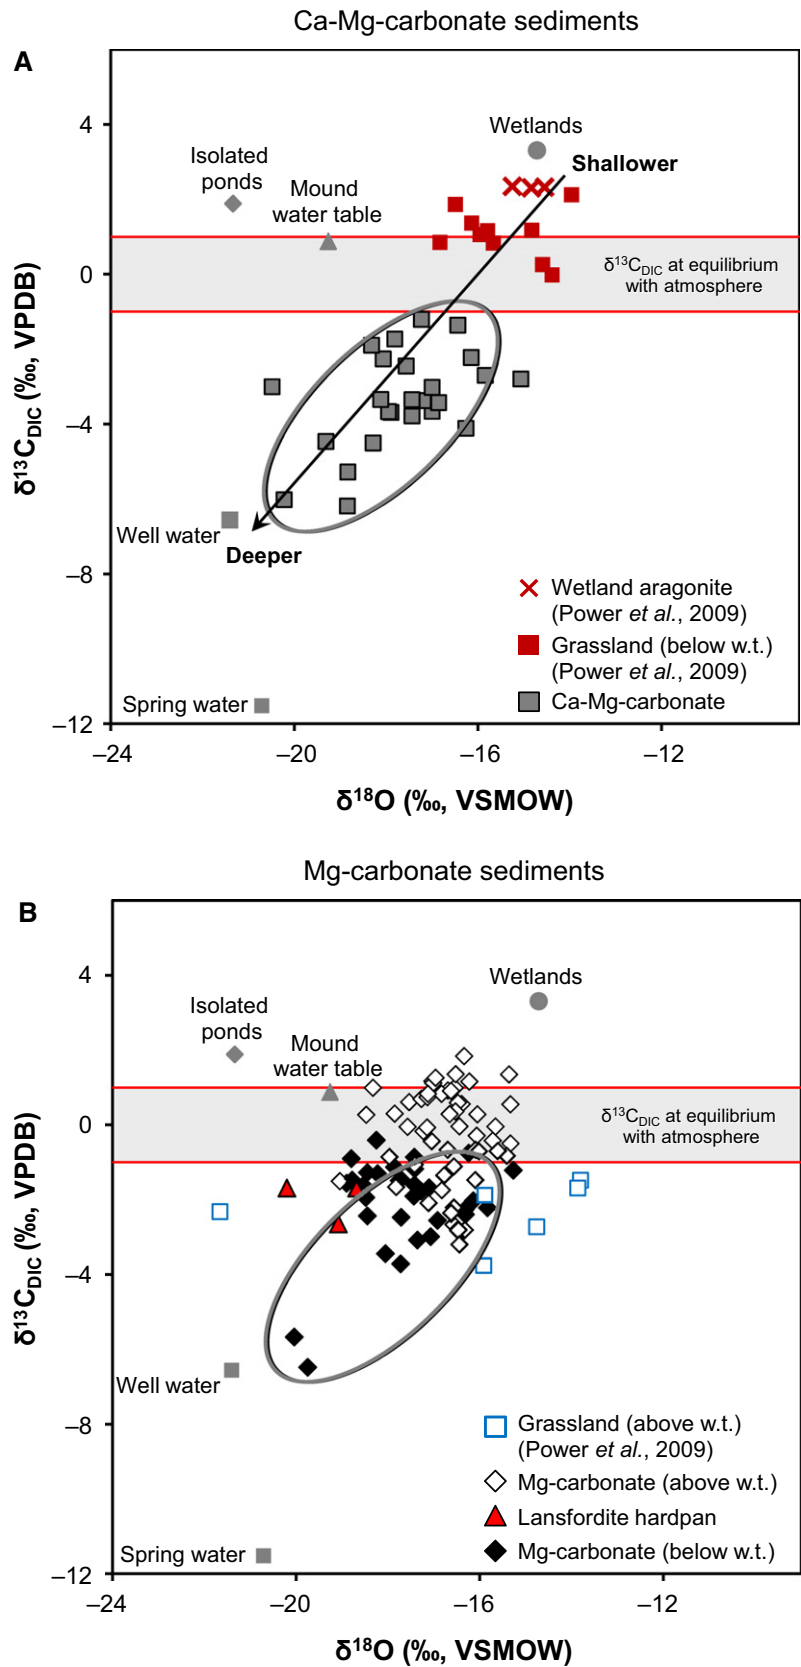 Ca-Mg-carbonate sediments
A
4
0
–4
–8
–12
δ¹³C_DIC (‰, VPDB)
Isolated
ponds
Mound
water table
Wetlands
Shallower
δ¹³C_DIC at equilibrium
with atmosphere
Well water
Deeper
Spring water
Wetland aragonite
(Power et al., 2009)
Grassland (below w.t.)
(Power et al., 2009)
Ca-Mg-carbonate
–24
–20
–16
–12
δ¹⁸O (‰, VSMOW)
Mg-carbonate sediments
B
4
0
–4
–8
–12
δ¹³C_DIC (‰, VPDB)
Isolated
ponds
Mound
water table
Wetlands
δ¹³C_DIC at equilibrium
with atmosphere
Well water
Spring water
Grassland (above w.t.)
(Power et al., 2009)
Mg-carbonate (above w.t.)
Lansfordite hardpan
Mg-carbonate (below w.t.)
–24
–20
–16
–12
δ¹⁸O (‰, VSMOW)